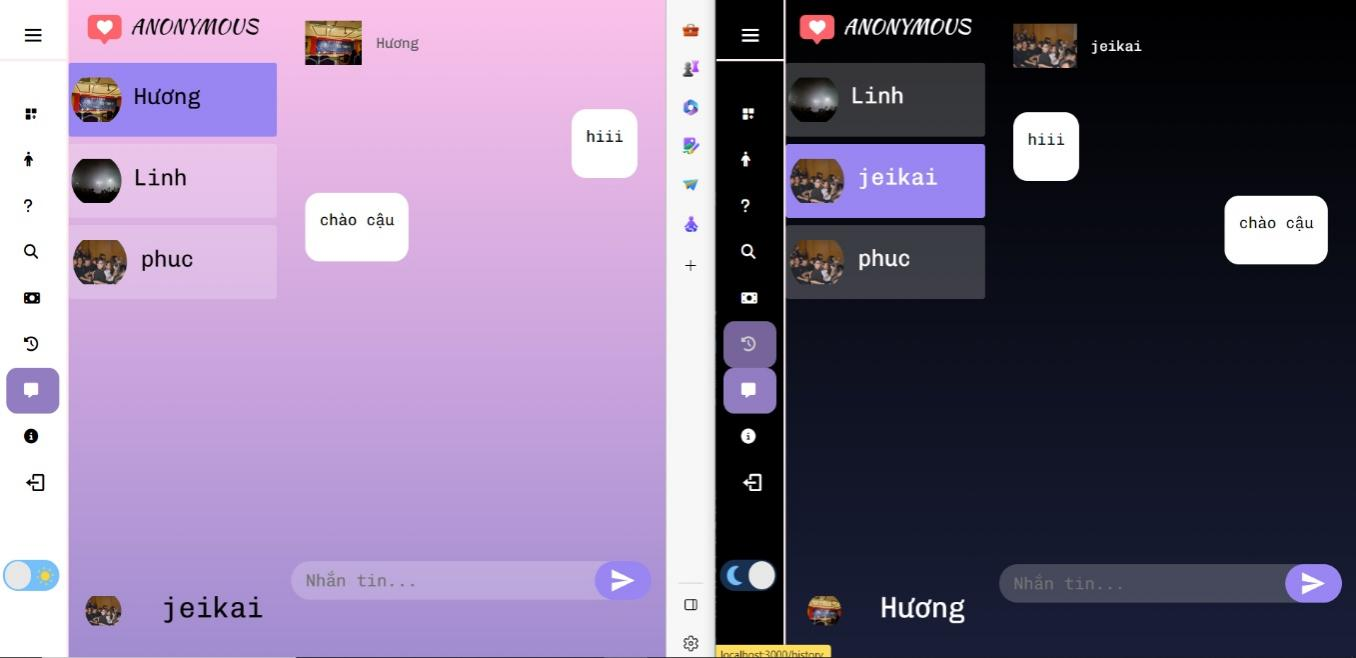 ANONYMOUS
Hương
Linh
phuc
jeikai
Hương
hiii
chào cậu
Nhắn tin...
ANONYMOUS
Linh
jeikai
phuc
Hương
jeikai
hiii
chào cậu
Nhắn tin...
localhost:3000/history